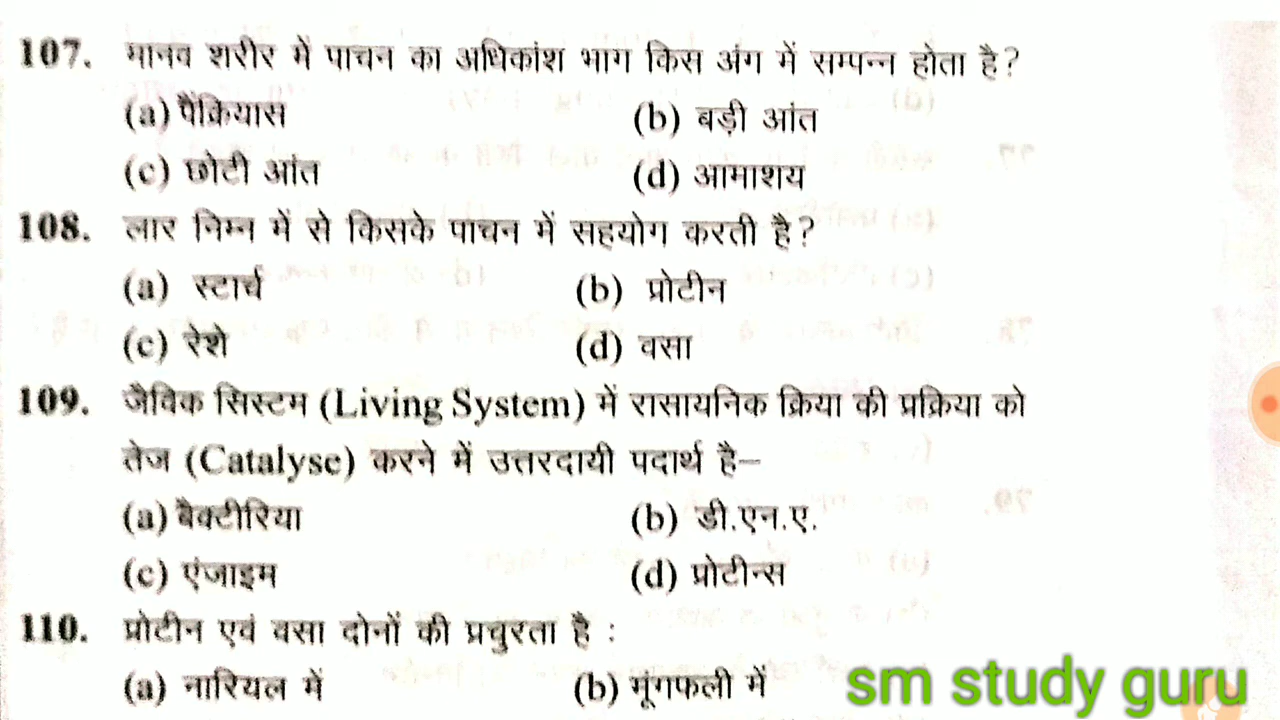 107. मानव शरीर में पाचन का अधिकांश भाग किस अंग में सम्पन्न होता है?
(a) पैंक्रियास (b) बड़ी आंत
(c) छोटी आंत (d) आमाशय
108. लार निम्न में से किसके पाचन में सहयोग करती है?
(a) स्टार्च (b) प्रोटीन
(c) रेशे (d) वसा
109. जैविक सिस्टम (Living System) में रासायनिक क्रिया की प्रक्रिया को
तेज (Catalyse) करने में उत्तरदायी पदार्थ है–
(a) बैक्टीरिया (b) डी.एन.ए.
(c) एंजाइम (d) प्रोटीन्स
110. प्रोटीन एवं वसा दोनों की प्रचुरता है :
(a) नारियल में (b) मूंगफली में
sm study guru